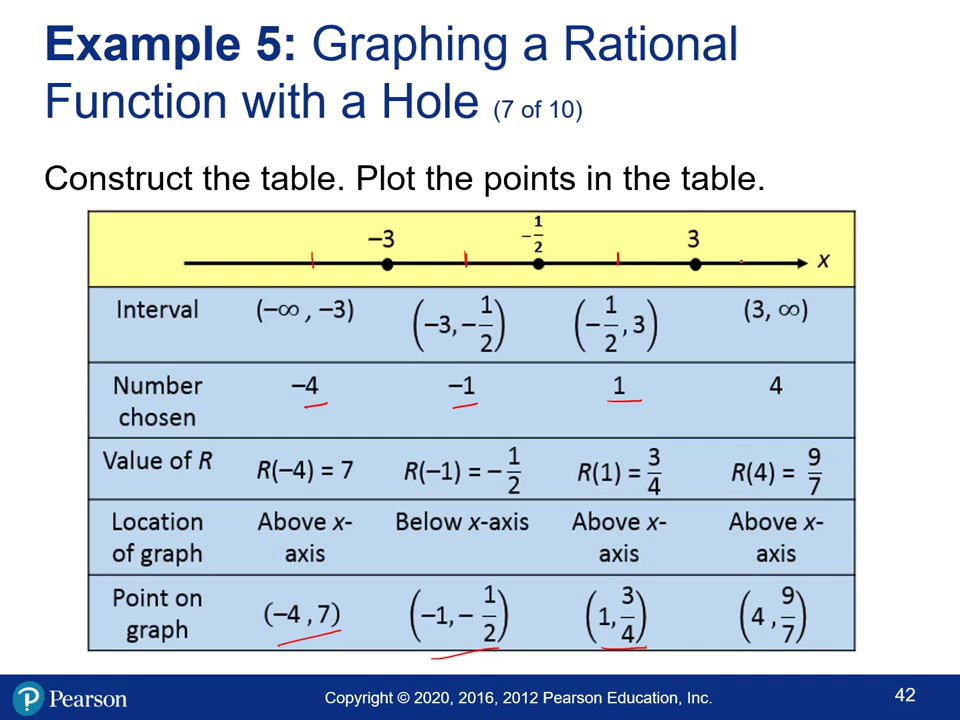 Example 5: Graphing a Rational
Function with a Hole (7 of 10)
Construct the table. Plot the points in the table.
–3 –1/2 3 x
Interval (–∞ , –3) (–3, –1/2) (–1/2, 3) (3, ∞)
Number chosen –4 –1 1 4
Value of R R(–4) = 7 R(–1) = –1/2 R(1) = 3/4 R(4) = 9/7
Location of graph Above x-axis Below x-axis Above x-axis Above x-axis
Point on graph (–4 , 7) (–1, –1/2) (1, 3/4) (4 , 9/7)
P Pearson
Copyright © 2020, 2016, 2012 Pearson Education, Inc.
42